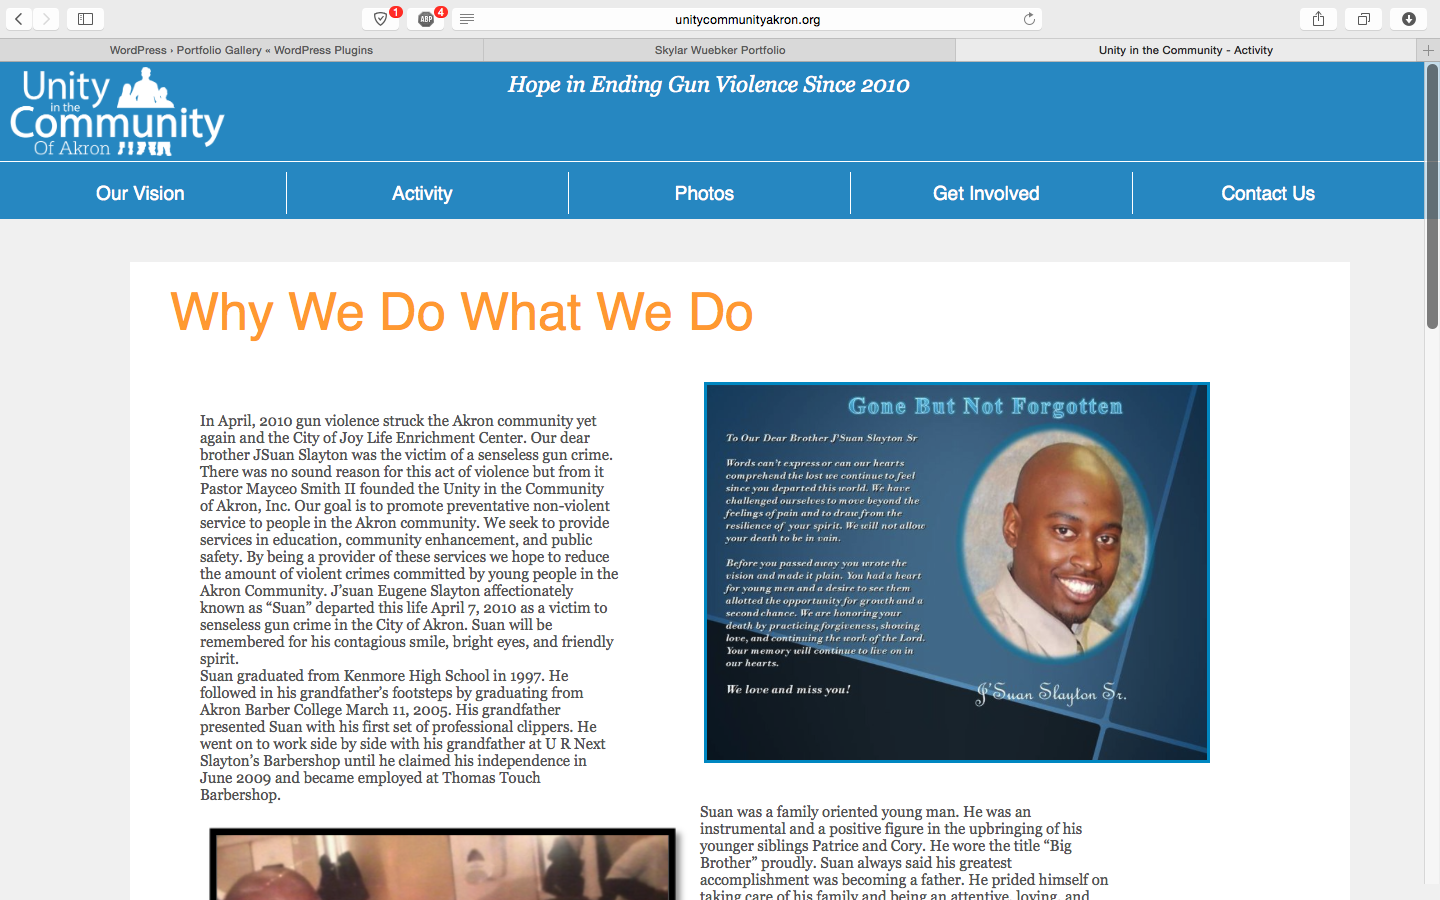 1
4
ABP
unitycommunityakron.org
WordPress › Portfolio Gallery « WordPress Plugins
Skylar Wuebker Portfolio
Unity in the Community - Activity
Unity
in the
Community
Of Akron
Hope in Ending Gun Violence Since 2010
Our Vision
Activity
Photos
Get Involved
Contact Us
Why We Do What We Do
In April, 2010 gun violence struck the Akron community yet
again and the City of Joy Life Enrichment Center. Our dear
brother JSuan Slayton was the victim of a senseless gun crime.
There was no sound reason for this act of violence but from it
Pastor Mayceo Smith II founded the Unity in the Community
of Akron, Inc. Our goal is to promote preventative non-violent
service to people in the Akron community. We seek to provide
services in education, community enhancement, and public
safety. By being a provider of these services we hope to reduce
the amount of violent crimes committed by young people in the
Akron Community. J’suan Eugene Slayton affectionately
known as “Suan” departed this life April 7, 2010 as a victim to
senseless gun crime in the City of Akron. Suan will be
remembered for his contagious smile, bright eyes, and friendly
spirit.
Suan graduated from Kenmore High School in 1997. He
followed in his grandfather’s footsteps by graduating from
Akron Barber College March 11, 2005. His grandfather
presented Suan with his first set of professional clippers. He
went on to work side by side with his grandfather at U R Next
Slayton’s Barbershop until he claimed his independence in
June 2009 and became employed at Thomas Touch
Barbershop.
Gone But Not Forgotten
To Our Dear Brother J’Suan Slayton Sr
Words can’t express or can our hearts
comprehend the lost we continue to feel
since you departed this world. We have
challenged ourselves to move beyond the
feelings of pain and to draw from the
resilience of your spirit. We will not allow
your death to be in vain.
Before you passed away you wrote the
vision and made it plain. You had a heart
for young men and a desire to see them
allotted the opportunity for growth and a
second chance. We are honoring your
death by practicing forgiveness, showing
love, and continuing the work of the Lord.
Your memory will continue to live on in
our hearts.
We love and miss you!
J’Suan Slayton Sr.
Suan was a family oriented young man. He was an
instrumental and a positive figure in the upbringing of his
younger siblings Patrice and Cory. He wore the title “Big
Brother” proudly. Suan always said his greatest
accomplishment was becoming a father. He prided himself on
taking care of his family and being an attentive, loving, and